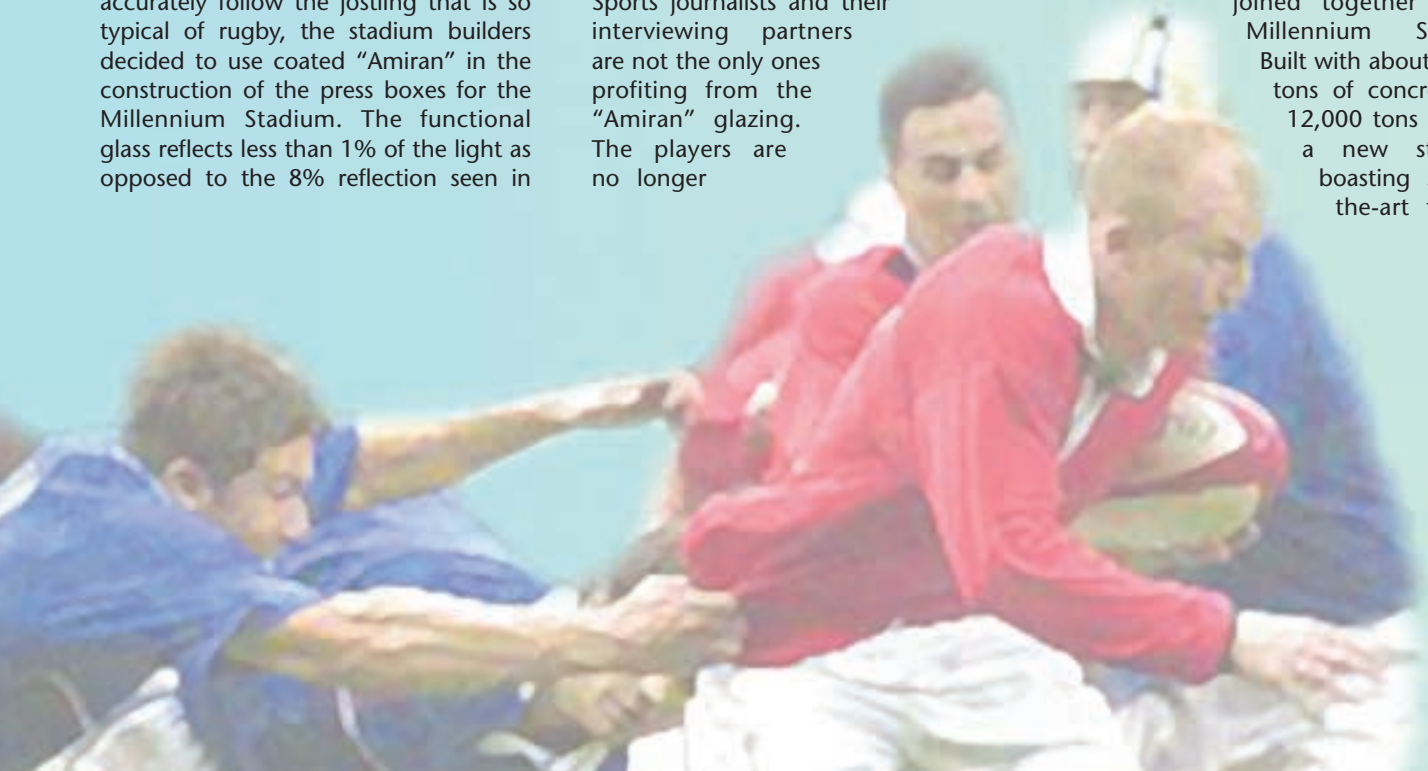 accurately follow the jostling that is so
typical of rugby, the stadium builders
decided to use coated “Amiran” in the
construction of the press boxes for the
Millennium Stadium. The functional
glass reflects less than 1% of the light as
opposed to the 8% reflection seen in
Sports journalists and their
interviewing partners
are not the only ones
profiting from the
“Amiran” glazing.
The players are
no longer
joined together
Millennium
Built with about
tons of
12,000 tons
a new
boasting
the-art